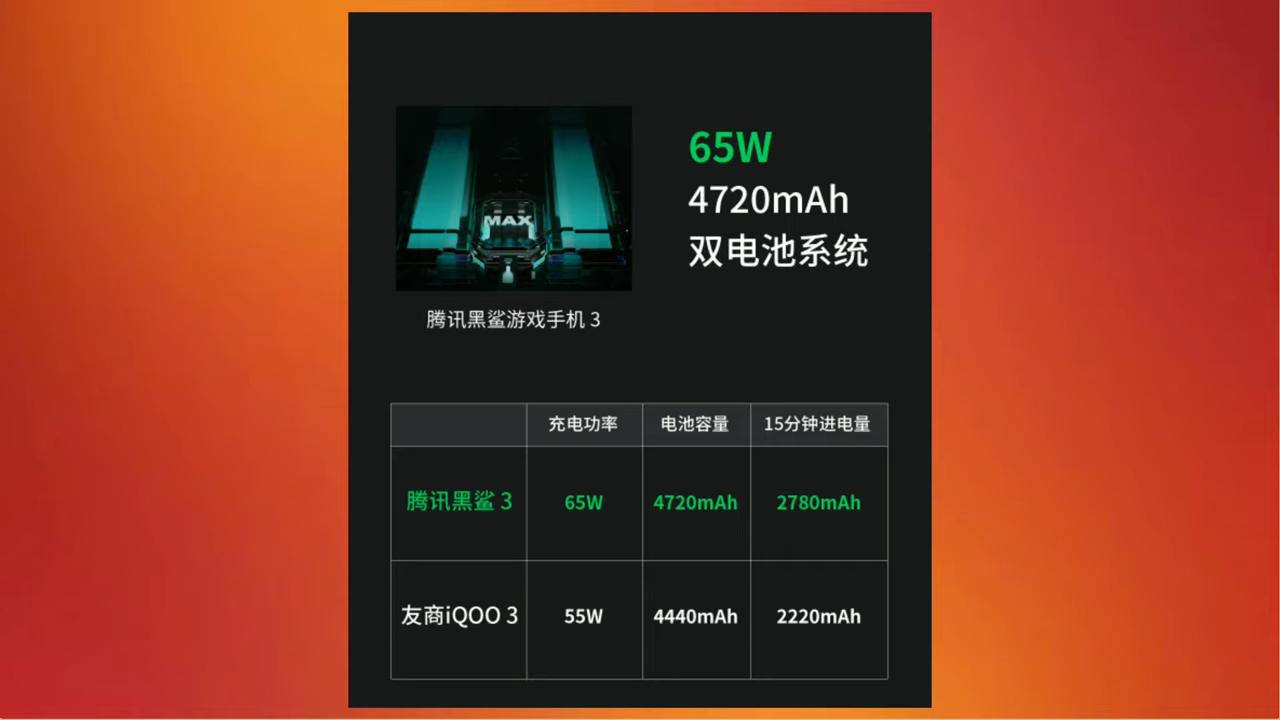 MAX
65W
4720mAh
双电池系统
腾讯黑鲨游戏手机 3
充电功率 电池容量 15分钟进电量
腾讯黑鲨 3 65W 4720mAh 2780mAh
友商iQOO 3 55W 4440mAh 2220mAh